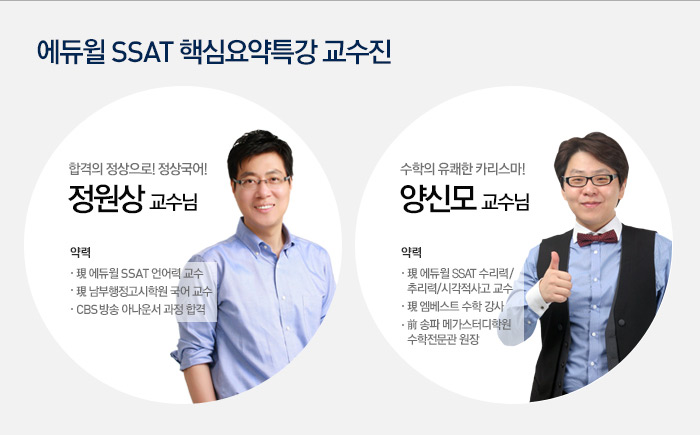 에듀윌 SSAT 핵심요약특강 교수진
합격의 정상으로! 정상국어!
정원상 교수님
약력
· 現 에듀윌 SSAT 언어력 교수
· 現 남부행정고시학원 국어 교수
· CBS 방송 아나운서 과정 합격
수학의 유쾌한 카리스마!
양신모 교수님
약력
· 現 에듀윌 SSAT 수리력/
추리력/시각적사고 교수
· 現 엠베스트 수학 강사
· 前 송파 메가스터디학원
수학전문관 원장